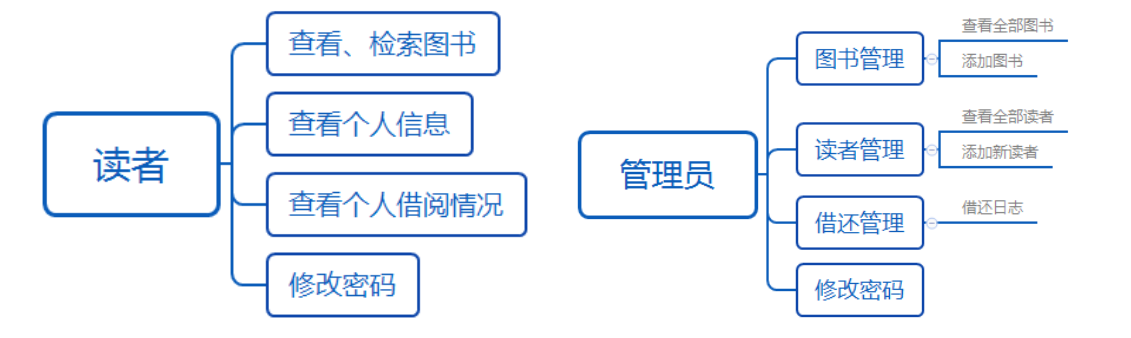 读者
查看、检索图书
查看个人信息
查看个人借阅情况
修改密码
管理员
图书管理
查看全部图书
添加图书
读者管理
查看全部读者
添加新读者
借还管理
借还日志
修改密码